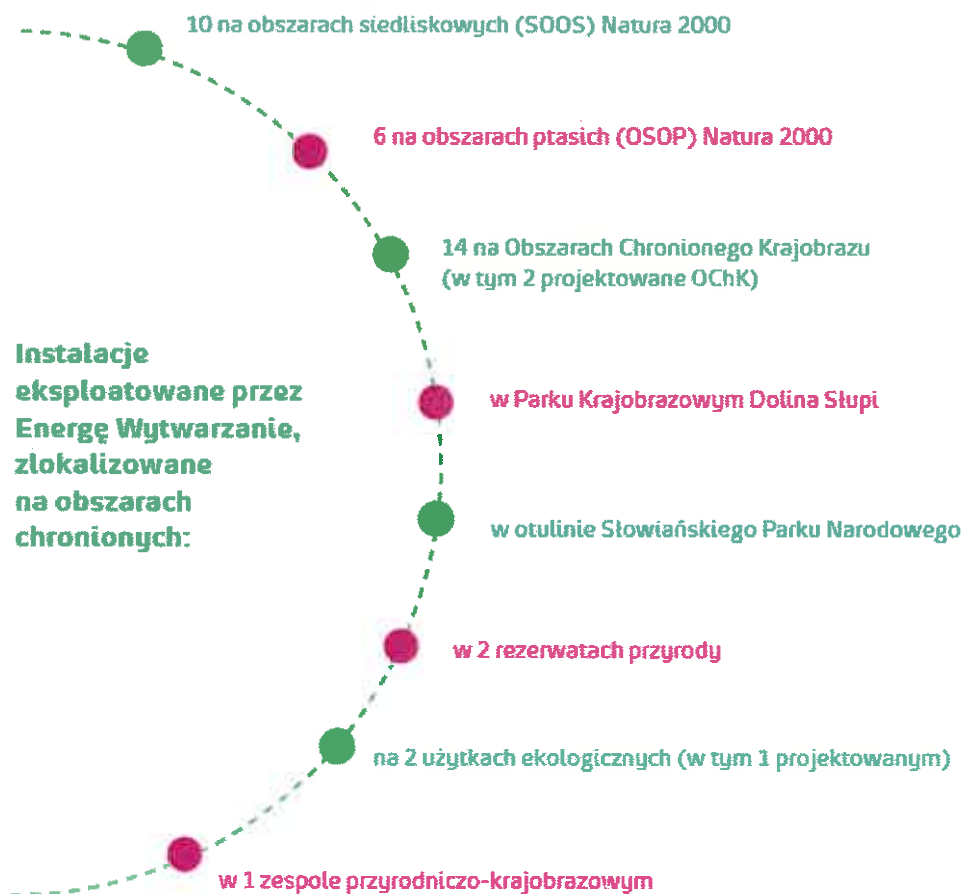 10 na obszarach siedliskowych (SOOS) Natura 2000
6 na obszarach ptasich (OSOP) Natura 2000
14 na Obszarach Chronionego Krajobrazu
(w tym 2 projektowane OChK)
Instalacje
eksploatowane przez
Energę Wytwarzanie,
zlokalizowane
na obszarach
chronionych:
w Parku Krajobrazowym Dolina Słupi
w otulinie Słowiańskiego Parku Narodowego
w 2 rezerwatach przyrody
na 2 użytkach ekologicznych (w tym 1 projektowanym)
w 1 zespole przyrodniczo-krajobrazowym